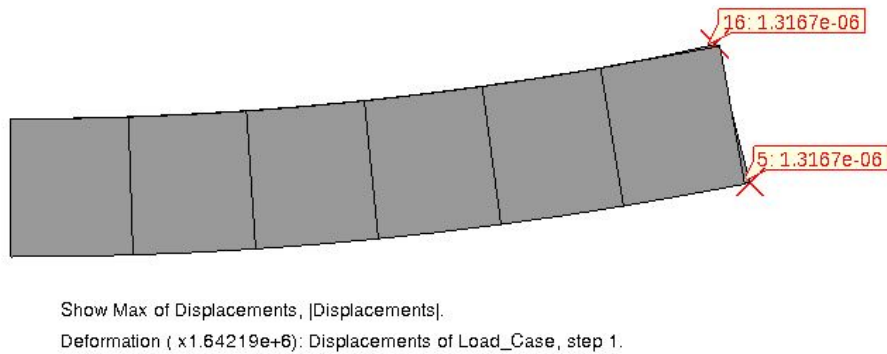 16: 1.3167e-06
5: 1.3167e-06
Show Max of Displacements, |Displacements|.
Deformation ( x1.64219e+6): Displacements of Load_Case, step 1.